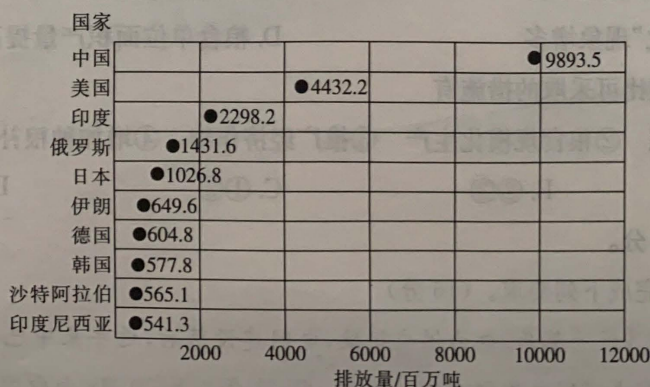 国家
中国 9893.5
美国 4432.2
印度 2298.2
俄罗斯 1431.6
日本 1026.8
伊朗 649.6
德国 604.8
韩国 577.8
沙特阿拉伯 565.1
印度尼西亚 541.3
2000 4000 6000 8000 10000 12000
排放量/百万吨